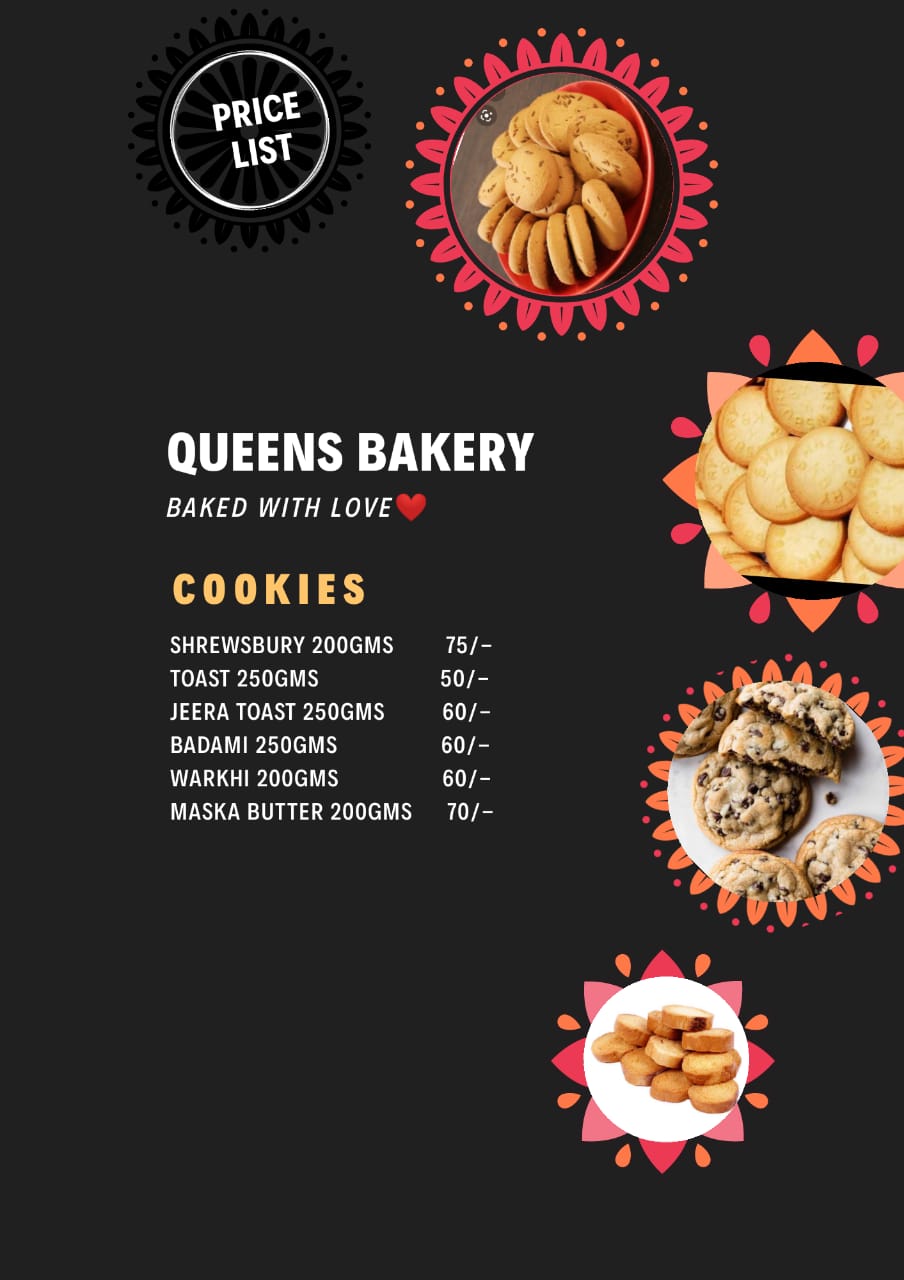 PRICE
LIST
QUEENS BAKERY
BAKED WITH LOVE❤️
COOKIES
SHREWSBURY 200GMS 75/-
TOAST 250GMS 50/-
JEERA TOAST 250GMS 60/-
BADAMI 250GMS 60/-
WARKHI 200GMS 60/-
MASKA BUTTER 200GMS 70/-